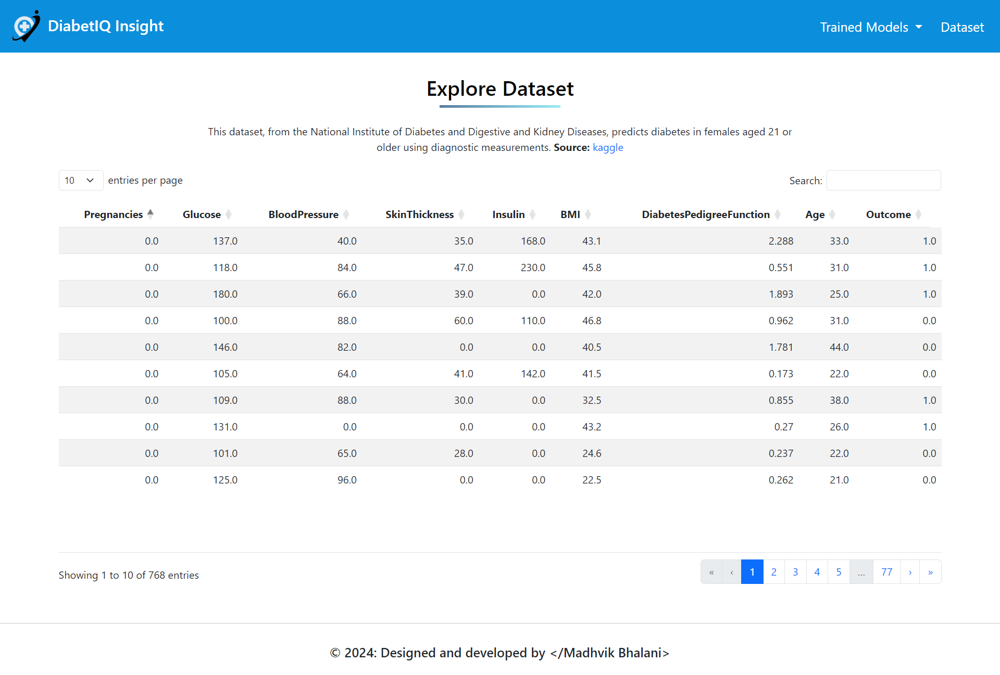 DiabetIQ Insight
Trained Models Dataset
Explore Dataset
This dataset, from the National Institute of Diabetes and Digestive and Kidney Diseases, predicts diabetes in females aged 21 or
older using diagnostic measurements. Source: kaggle
10 entries per page Search:
Pregnancies Glucose BloodPressure SkinThickness Insulin BMI DiabetesPedigreeFunction Age Outcome
0.0 137.0 40.0 35.0 168.0 43.1 2.288 33.0 1.0
0.0 118.0 84.0 47.0 230.0 45.8 0.551 31.0 1.0
0.0 180.0 66.0 39.0 0.0 42.0 1.893 25.0 1.0
0.0 100.0 88.0 60.0 110.0 46.8 0.962 31.0 0.0
0.0 146.0 82.0 0.0 0.0 40.5 1.781 44.0 0.0
0.0 105.0 64.0 41.0 142.0 41.5 0.173 22.0 0.0
0.0 109.0 88.0 30.0 0.0 32.5 0.855 38.0 1.0
0.0 131.0 0.0 0.0 0.0 43.2 0.27 26.0 1.0
0.0 101.0 65.0 28.0 0.0 24.6 0.237 22.0 0.0
0.0 125.0 96.0 0.0 0.0 22.5 0.262 21.0 0.0
Showing 1 to 10 of 768 entries « ‹ 1 2 3 4 5 … 77 › »
© 2024: Designed and developed by </Madhvik Bhalani>